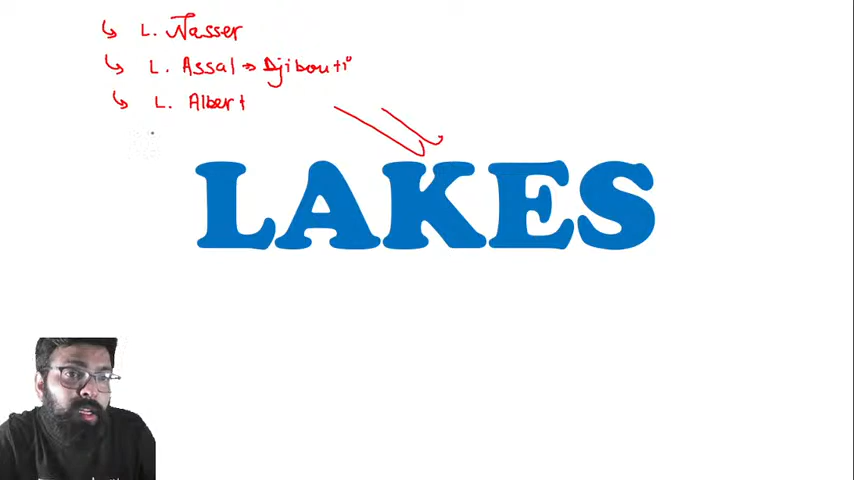 ↳ L. Nasser
↳ L. Assal → Djibouti
↳ L. Albert
LAKES